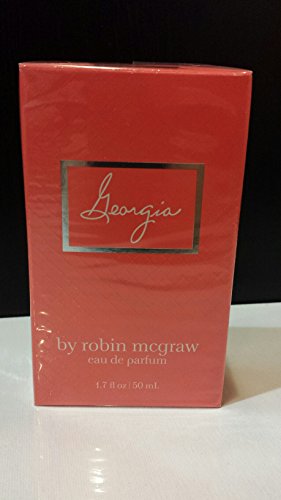 Georgia
by robin mcgraw
eau de parfum
1.7 fl oz | 50 mL